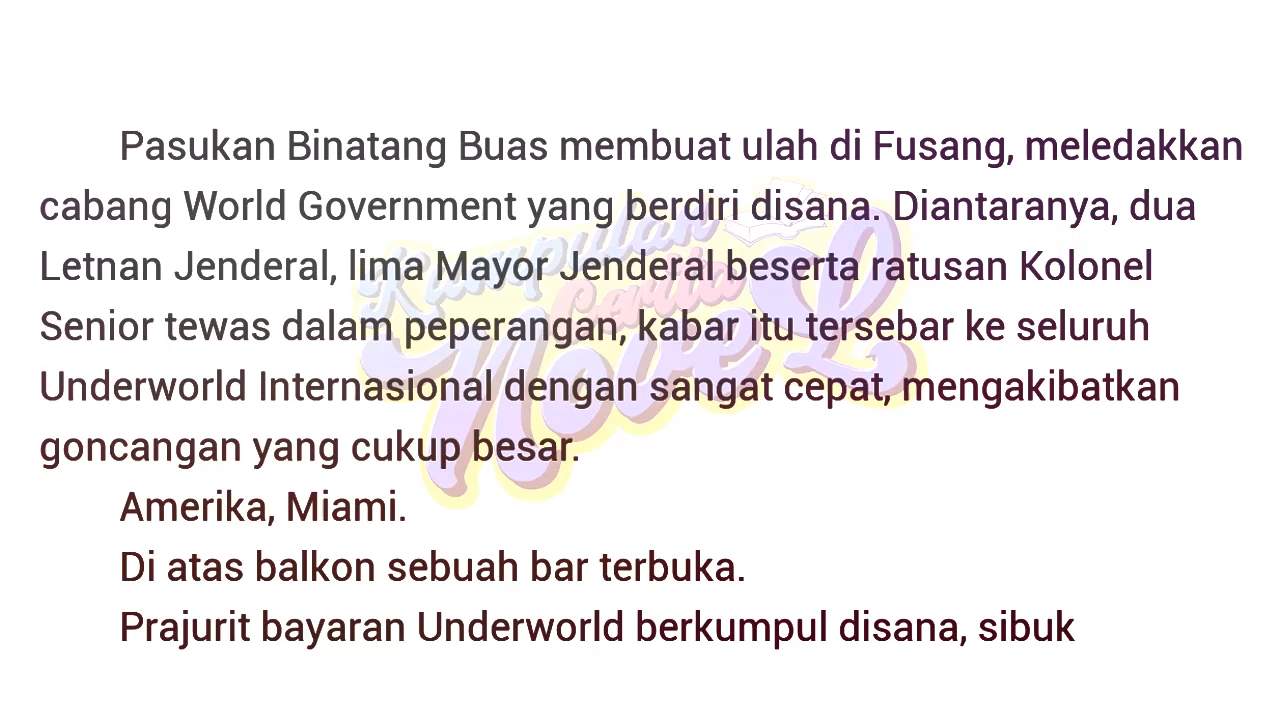 Pasukan Binatang Buas membuat ulah di Fusang, meledakkan
cabang World Government yang berdiri disana. Diantaranya, dua
Letnan Jenderal, lima Mayor Jenderal beserta ratusan Kolonel
Senior tewas dalam peperangan, kabar itu tersebar ke seluruh
Underworld Internasional dengan sangat cepat, mengakibatkan
goncangan yang cukup besar.
Amerika, Miami.
Di atas balkon sebuah bar terbuka.
Prajurit bayaran Underworld berkumpul disana, sibuk
Kumpulan
Cerita
NoveL